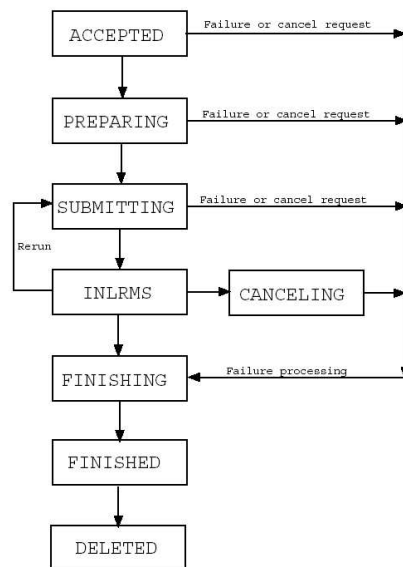 ACCEPTED
Failure or cancel request
PREPARING
Failure or cancel request
SUBMITTING
Failure or cancel request
Rerun
INLRMS
CANCELING
FINISHING
Failure processing
FINISHED
DELETED